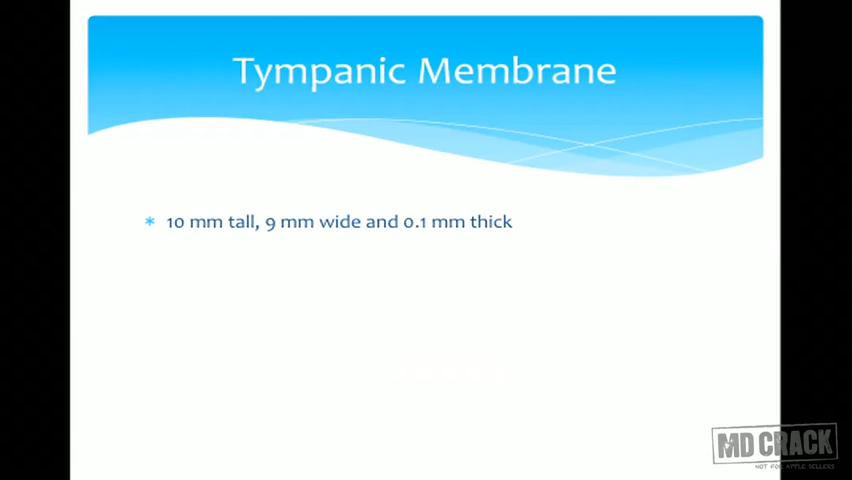 Tympanic Membrane
* 10 mm tall, 9 mm wide and 0.1 mm thick
MD CRACK
NOT FOR APPLE SELLERS